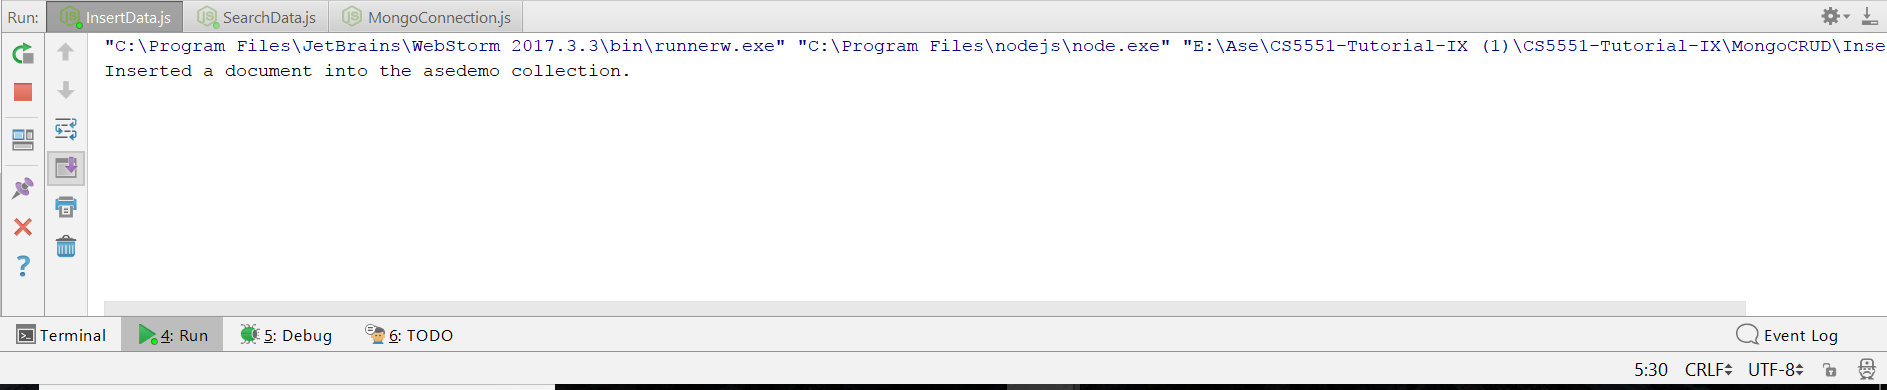 Run: InsertData.js SearchData.js MongoConnection.js
"C:\Program Files\JetBrains\WebStorm 2017.3.3\bin\runnerw.exe" "C:\Program Files\nodejs\node.exe" "E:\Ase\CS5551-Tutorial-IX (1)\CS5551-Tutorial-IX\MongoCRUD\Inse
Inserted a document into the asedemo collection.
Terminal 4: Run 5: Debug 6: TODO Event Log
5:30 CRLF UTF-8